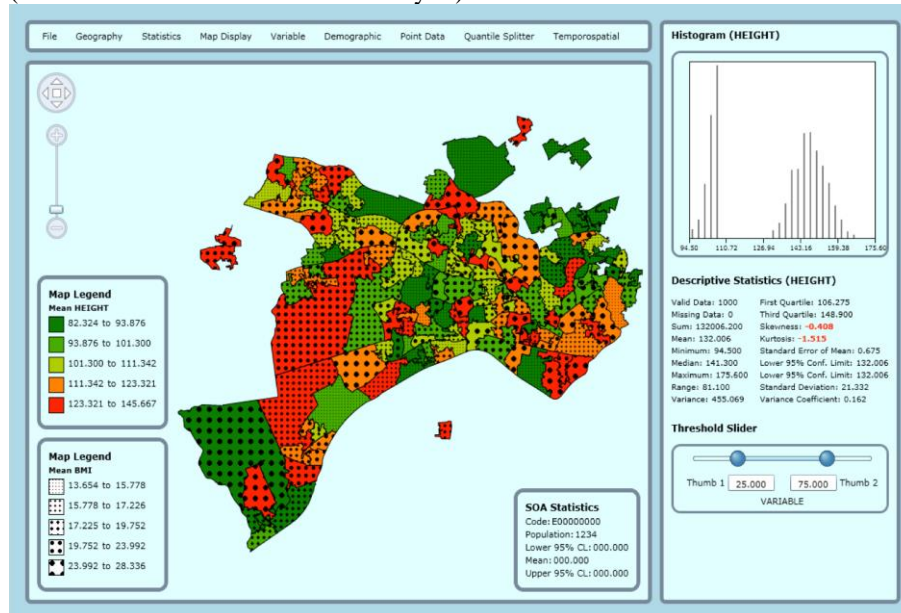 File Geography Statistics Map Display Variable Demographic Point Data Quantile Splitter Temporospatial
Map Legend
Mean HEIGHT
82.324 to 93.876
93.876 to 101.300
101.300 to 111.342
111.342 to 123.321
123.321 to 145.667
Map Legend
Mean BMI
13.654 to 15.778
15.778 to 17.226
17.225 to 19.752
19.752 to 23.992
23.992 to 28.336
SOA Statistics
Code: E00000000
Population: 1234
Lower 95% CL: 000.000
Mean: 000.000
Upper 95% CL: 000.000
Histogram (HEIGHT)
94.50 110.72 126.94 143.16 159.38 175.60
Descriptive Statistics (HEIGHT)
Valid Data: 1000 First Quartile: 106.275
Missing Data: 0 Third Quartile: 148.900
Sum: 132006.200 Skewness: -0.408
Mean: 132.006 Kurtosis: -1.515
Minimum: 94.500 Standard Error of Mean: 0.675
Median: 141.300 Lower 95% Conf. Limit: 132.006
Maximum: 175.600 Lower 95% Conf. Limit: 132.006
Range: 81.100 Standard Deviation: 21.332
Variance: 455.069 Variance Coefficient: 0.162
Threshold Slider
Thumb 1 25.000 75.000 Thumb 2
VARIABLE